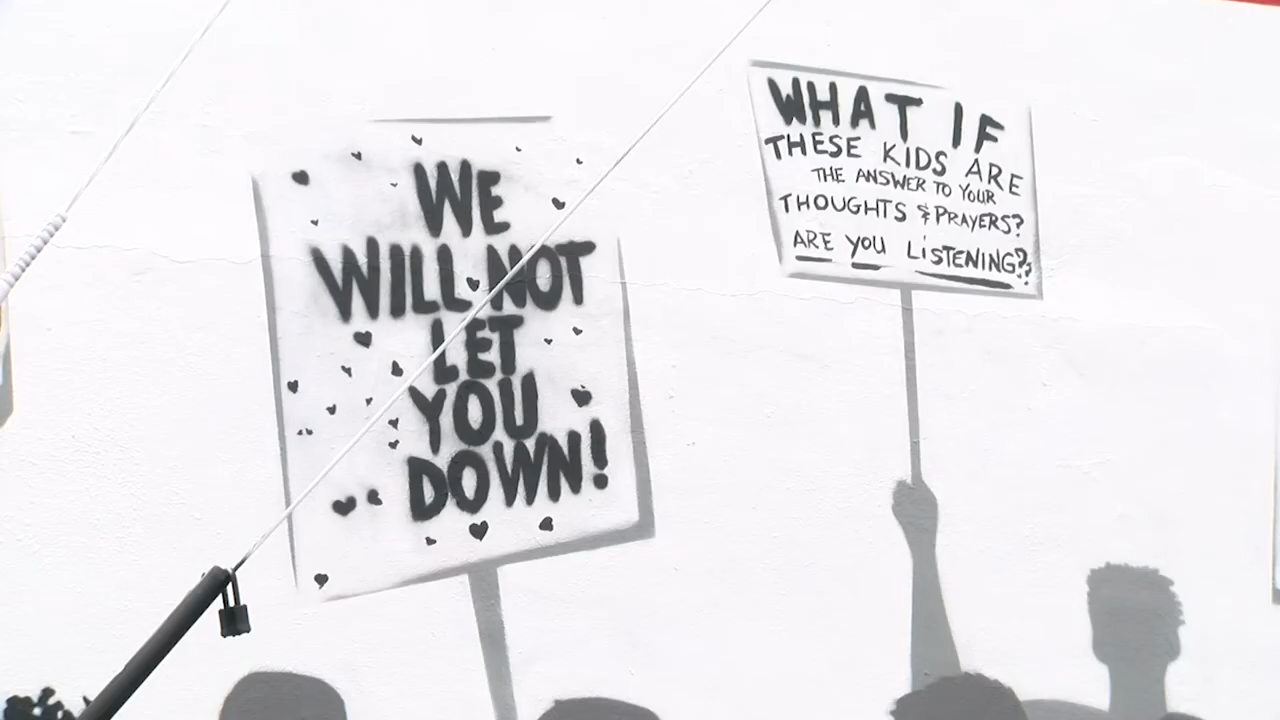 WE
WILL NOT
LET
YOU
DOWN!
WHAT IF
THESE KIDS ARE
THE ANSWER TO YOUR
THOUGHTS & PRAYERS?
ARE YOU LISTENING??